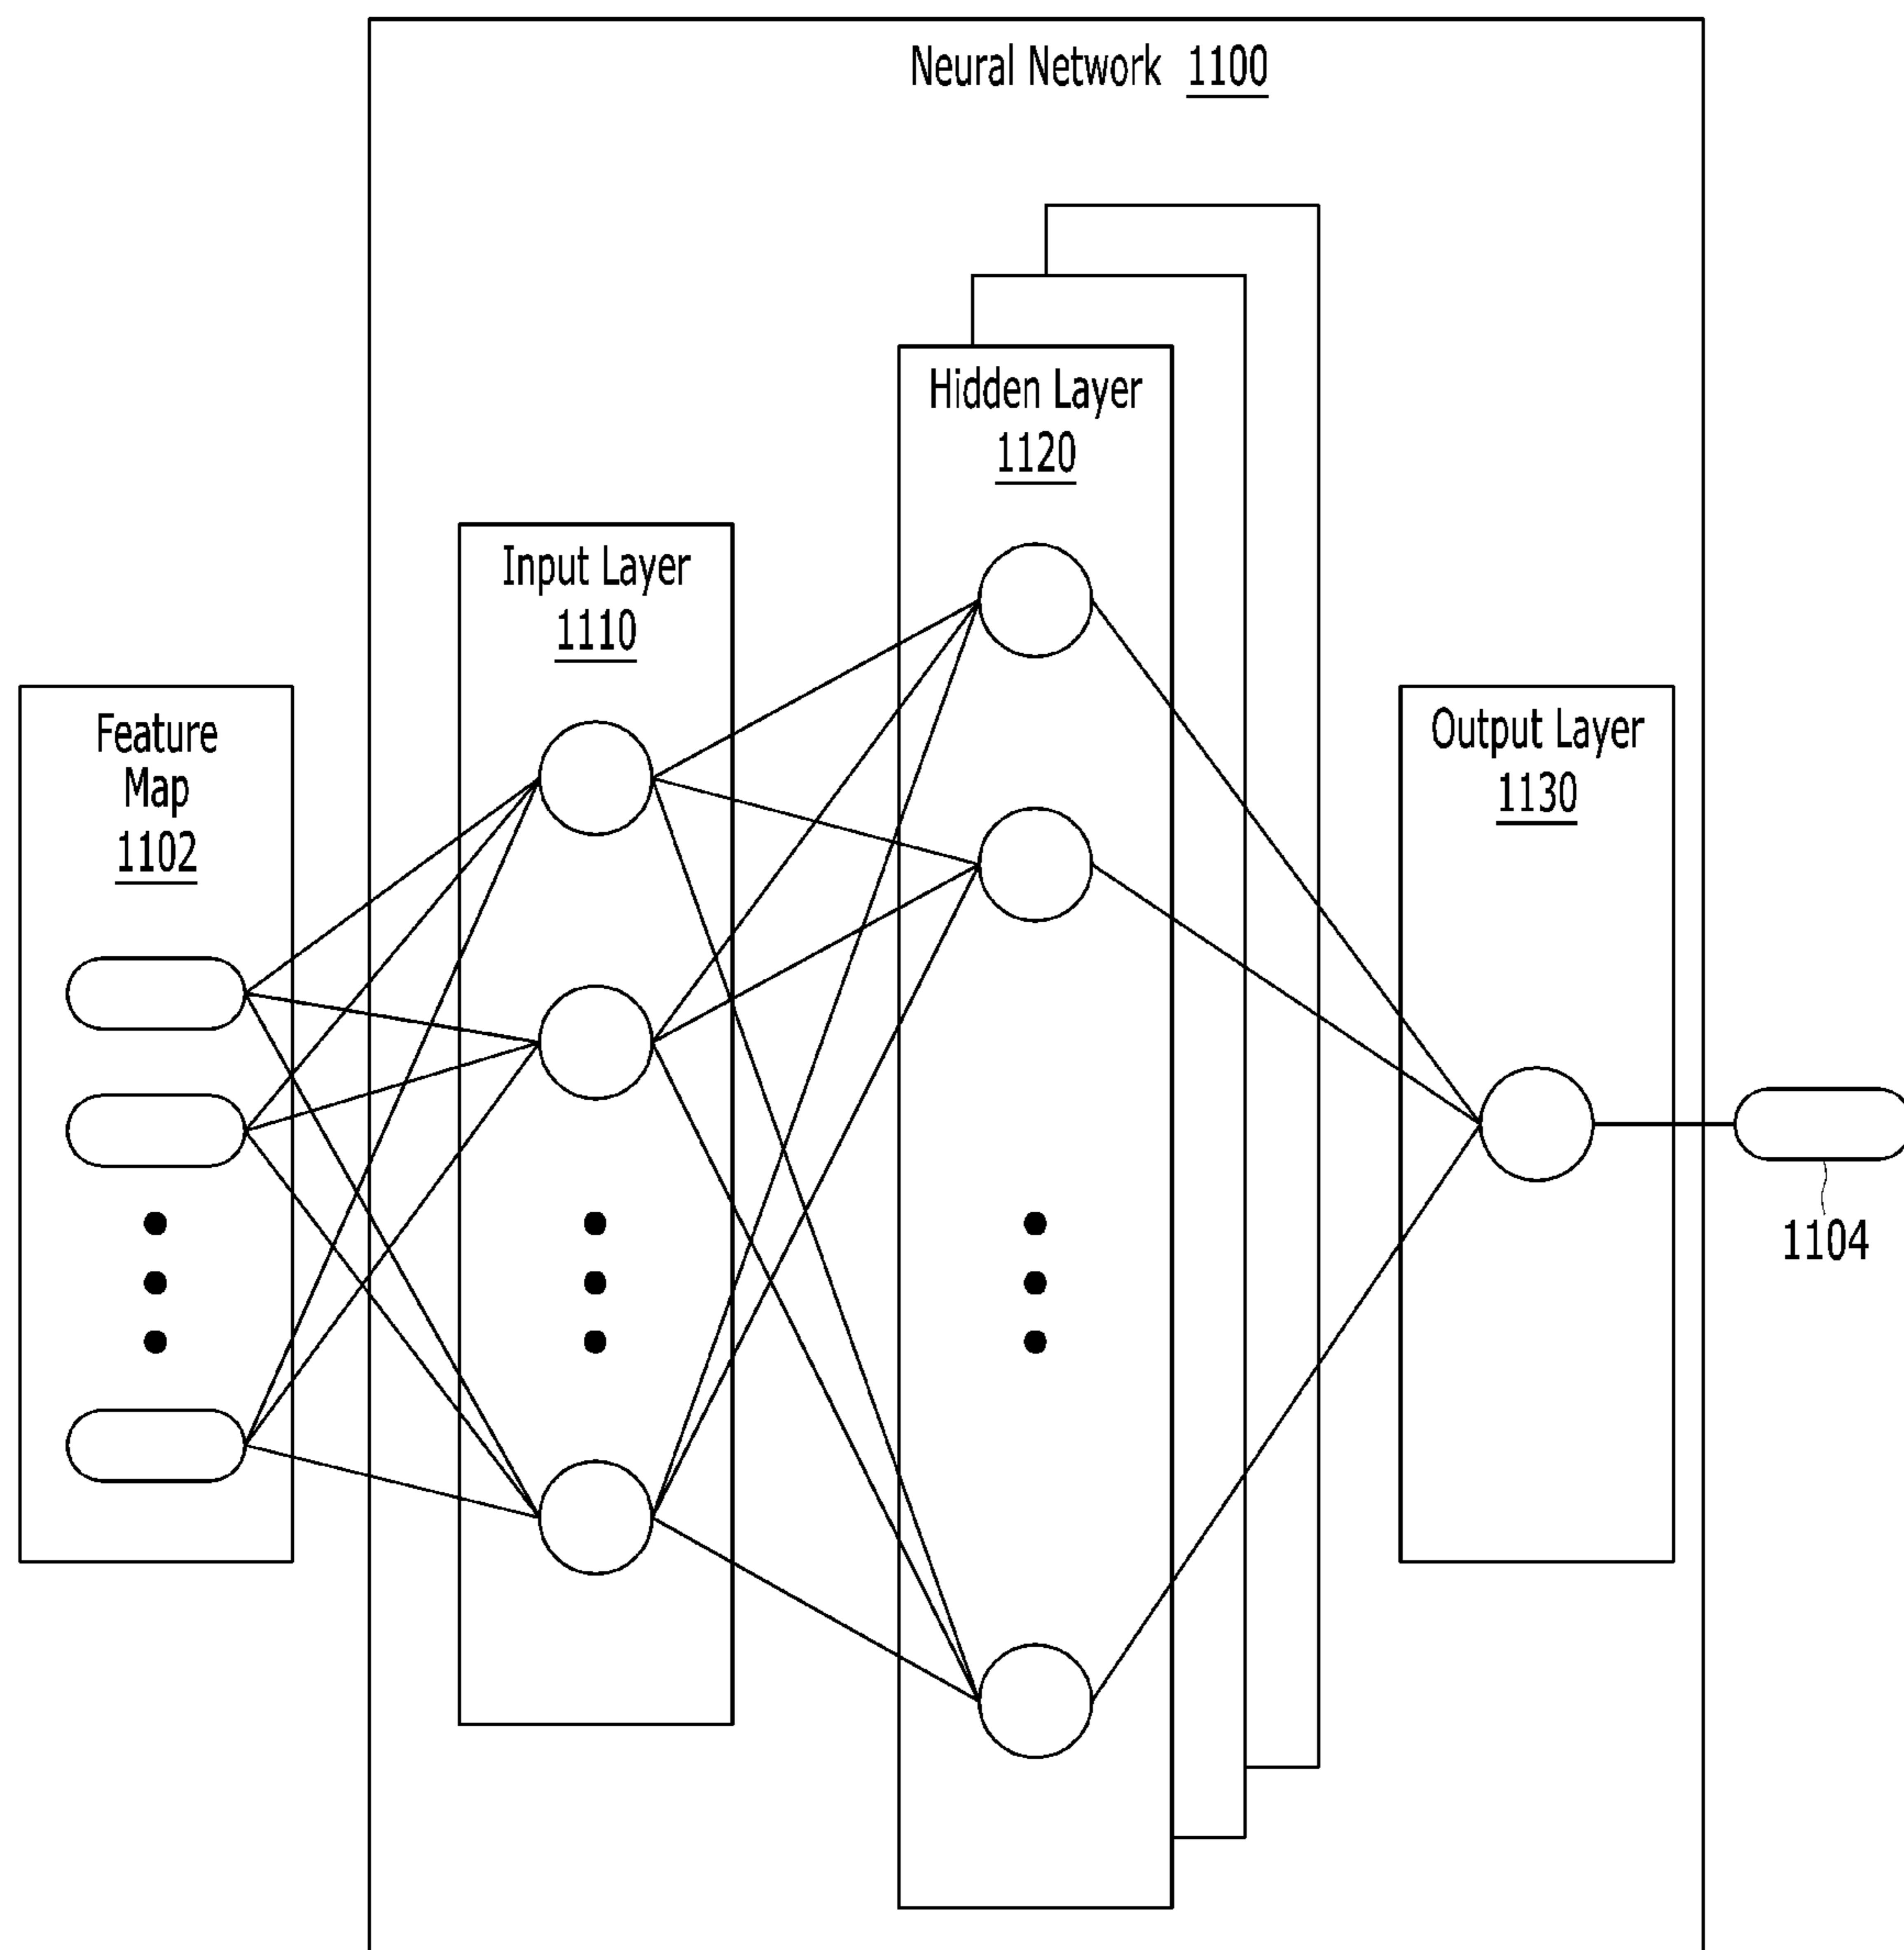 Neural Network 1100
Hidden Layer
1120
Input Layer
1110
Feature
Map
1102
Output Layer
1130
1104